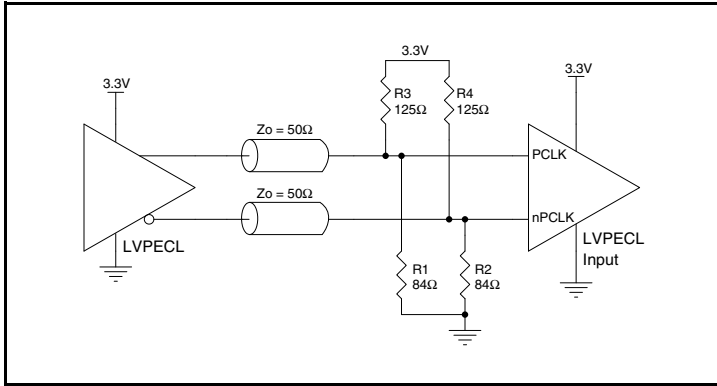 3.3V
3.3V
3.3V
R3
125Ω
R4
125Ω
Zo = 50Ω
PCLK
Zo = 50Ω
nPCLK
LVPECL
LVPECL
Input
R1
84Ω
R2
84Ω